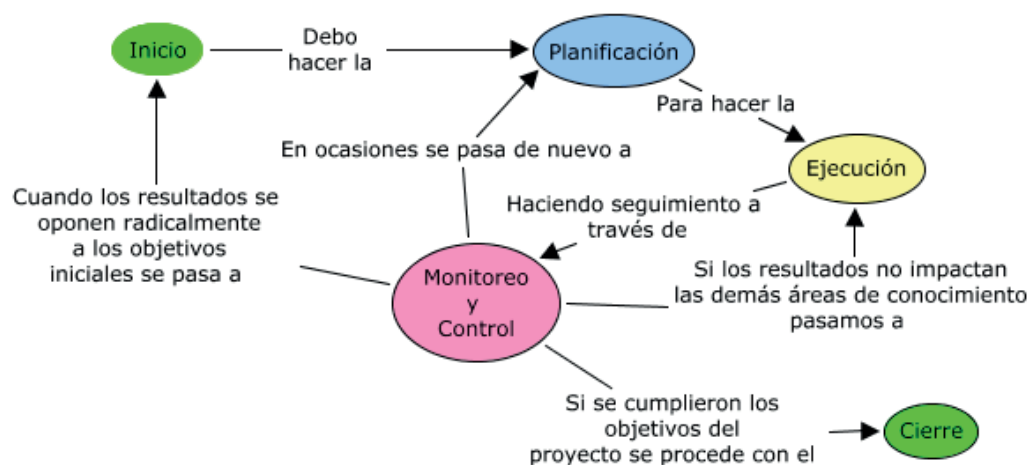 Inicio
Debo
hacer la
Planificación
Para hacer la
Ejecución
En ocasiones se pasa de nuevo a
Haciendo seguimiento a
través de
Cuando los resultados se
oponen radicalmente
a los objetivos
iniciales se pasa a
Monitoreo
y
Control
Si los resultados no impactan
las demás áreas de conocimiento
pasamos a
Si se cumplieron los
objetivos del
proyecto se procede con el
Cierre